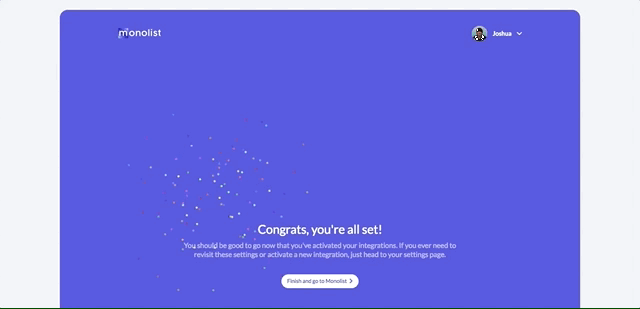 monolist
Joshua
Congrats, you're all set!
You should be good to go now that you've activated your integrations. If you ever need to
revisit these settings or activate a new integration, just head to your settings page.
Finish and go to Monolist